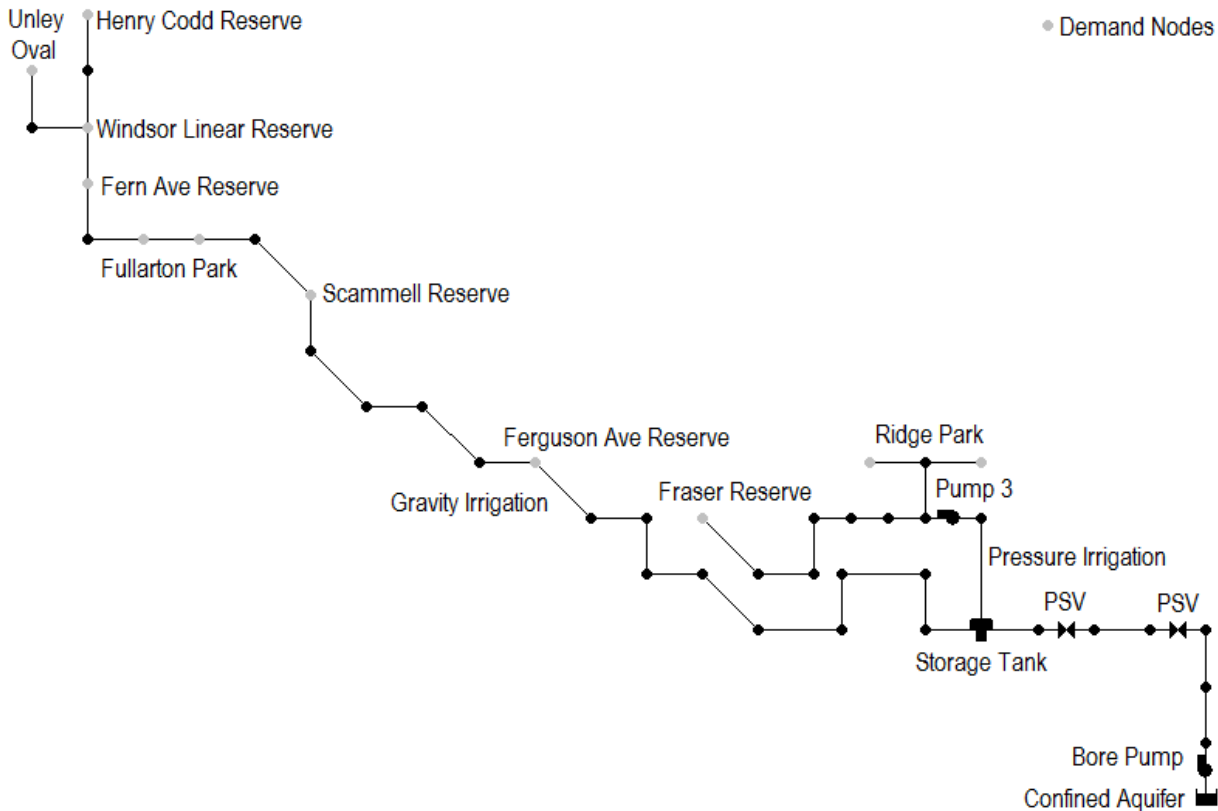 Unley
Oval
Henry Codd Reserve
Demand Nodes
Windsor Linear Reserve
Fern Ave Reserve
Fullarton Park
Scammell Reserve
Ferguson Ave Reserve
Ridge Park
Gravity Irrigation
Fraser Reserve
Pump 3
Pressure Irrigation
PSV
PSV
Storage Tank
Bore Pump
Confined Aquifer